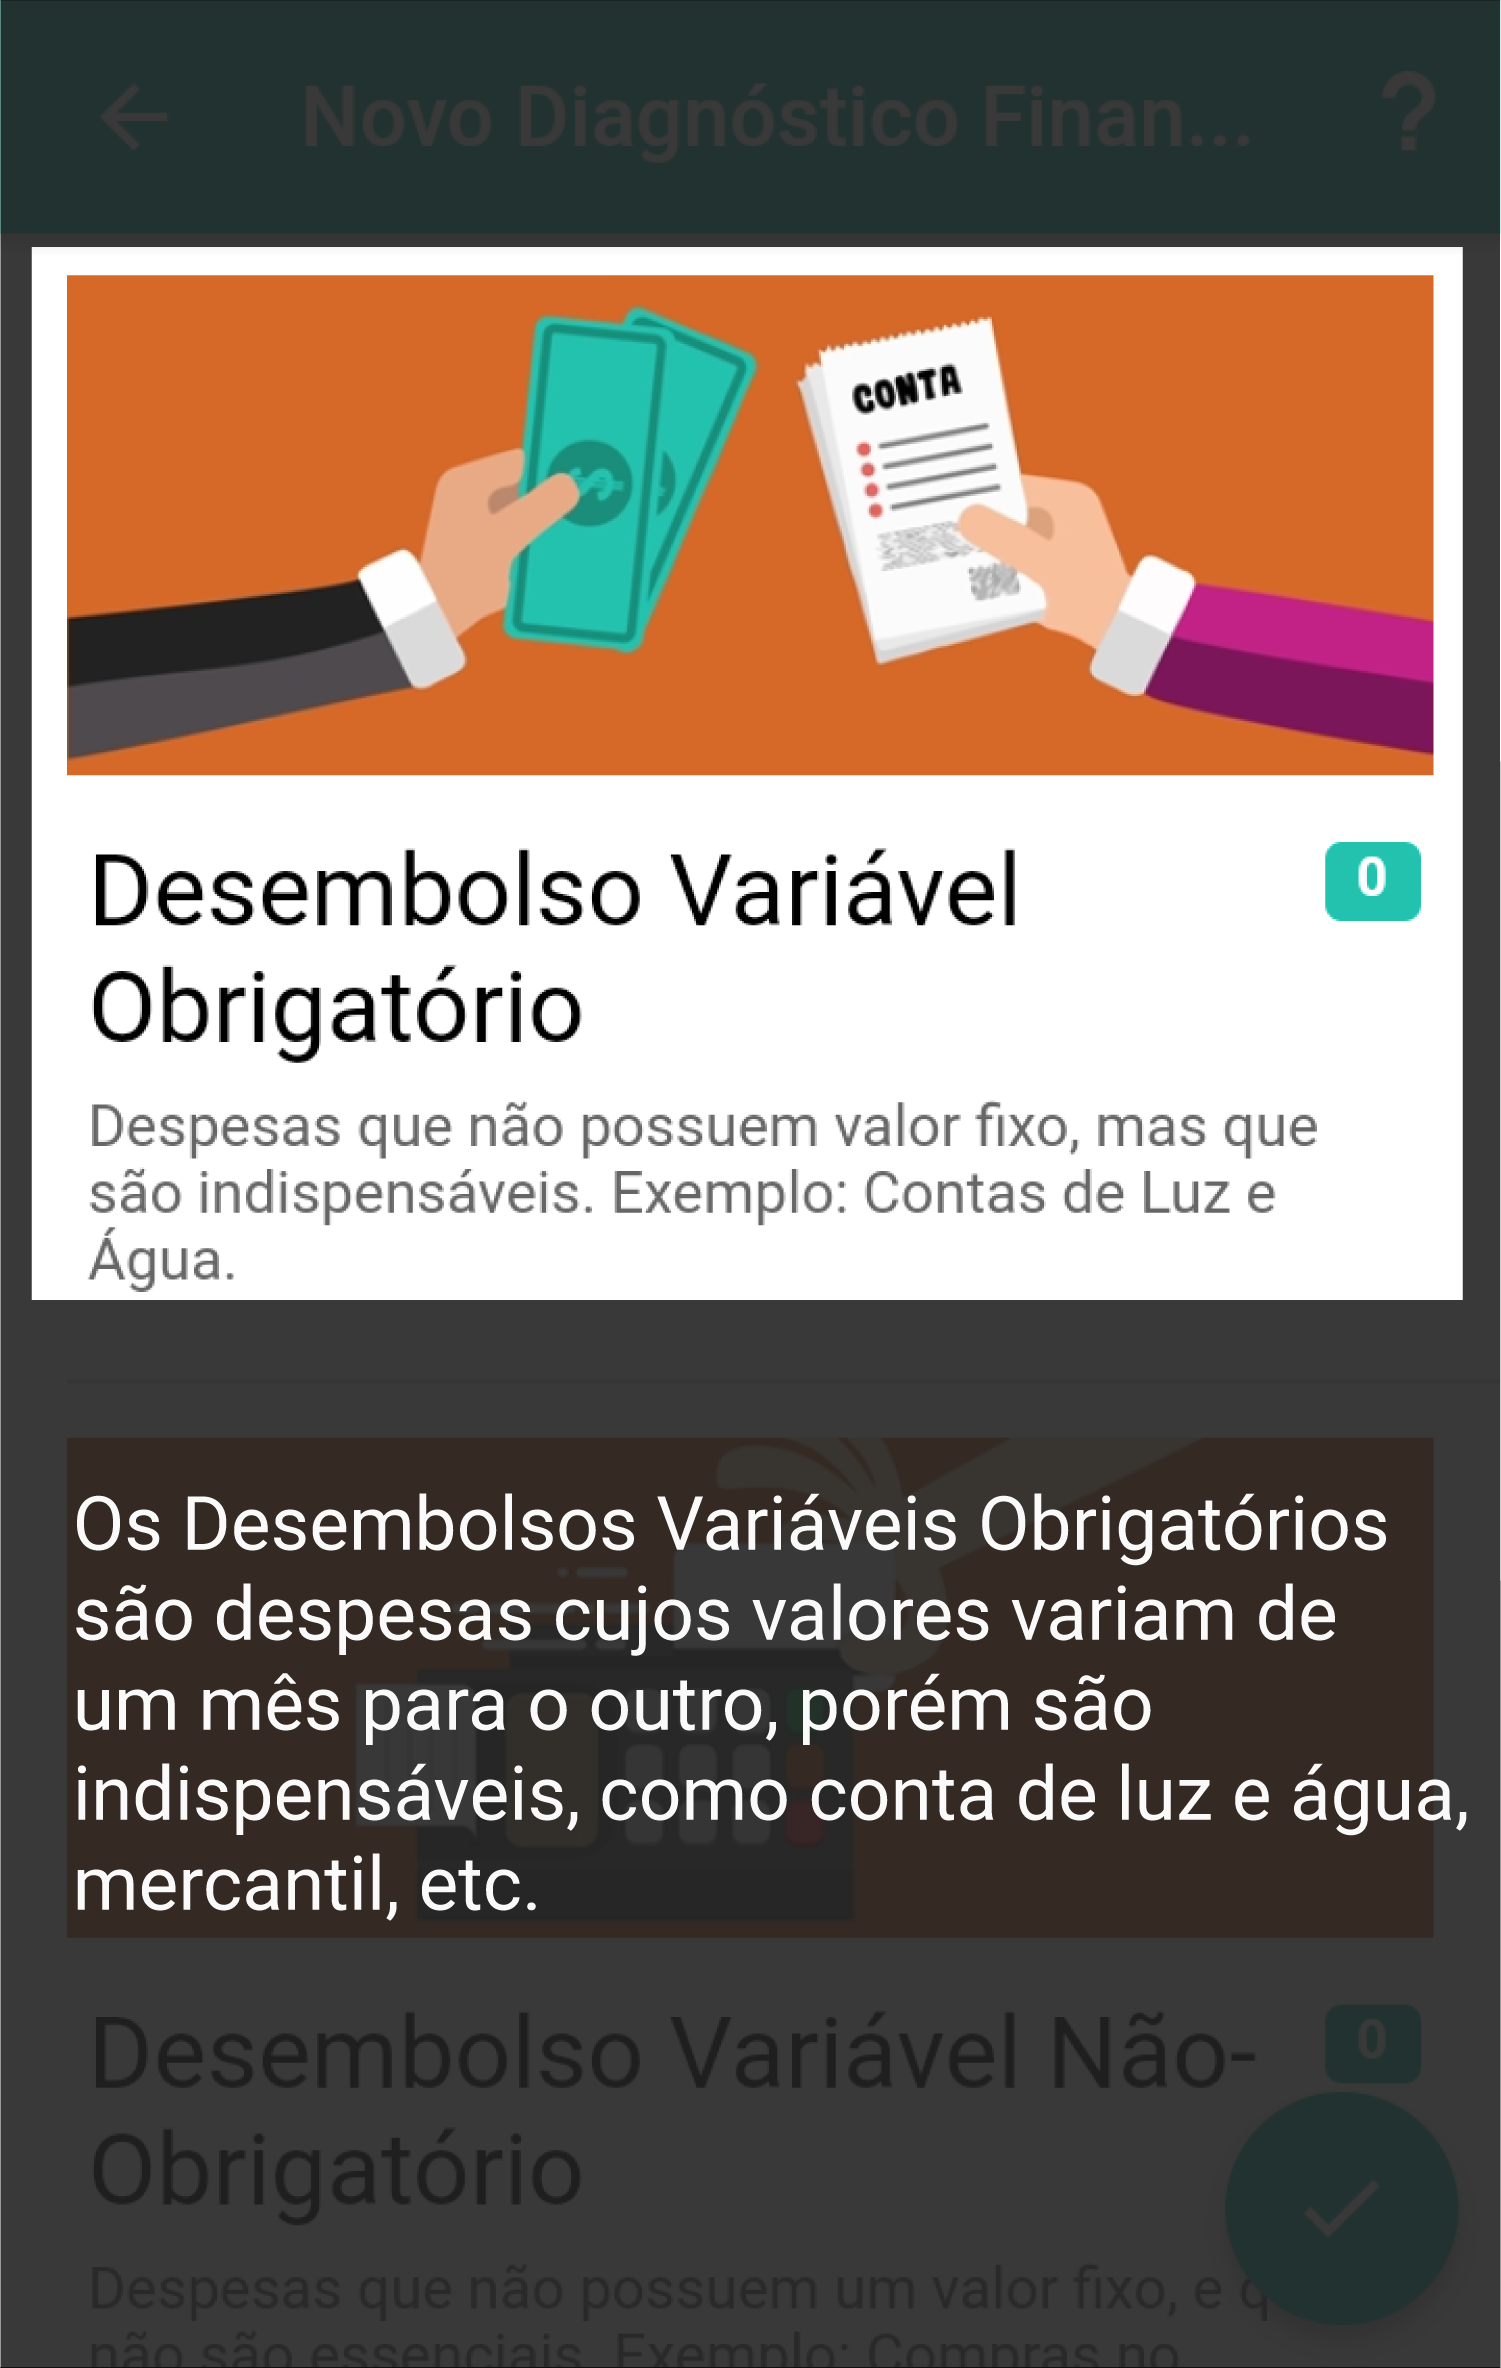 Novo Diagnóstico Finan...
?
CONTA
Desembolso Variável
0
Obrigatório
Despesas que não possuem valor fixo, mas que
são indispensáveis. Exemplo: Contas de Luz e
Água.
Os Desembolsos Variáveis Obrigatórios
são despesas cujos valores variam de
um mês para o outro, porém são
indispensáveis, como conta de luz e água,
mercantil, etc.
Desembolso Variável Não-
0
Obrigatório
Despesas que não possuem um valor fixo, e q
não são essenciais. Exemplo: Compras no